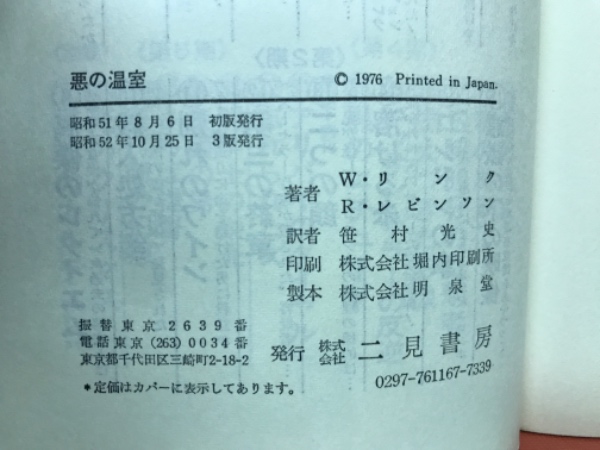 悪の温室
© 1976 Printed in Japan.
昭和51年8月6日 初版発行
昭和52年10月25日 3版発行
著者 W・リンク
R・レビンソン
訳者 笹村光史
印刷 株式会社 堀内印刷所
製本 株式会社 明泉堂
振替東京2639番
電話東京(263)0034番
東京都千代田区三崎町2-18-2
発行 株式会社 二見書房
*定価はカバーに表示してあります。
0297-761167-7339
〈第2期〉